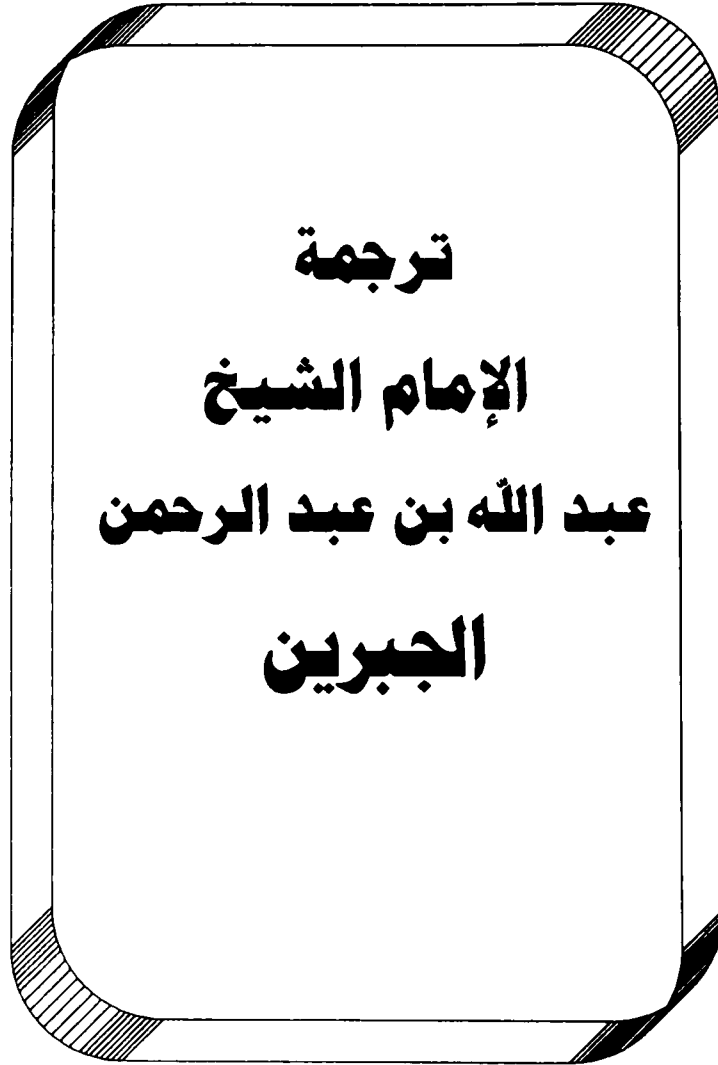 ترجمة
الإمام الشيخ
عبد الله بن عبد الرحمن
الجبرين